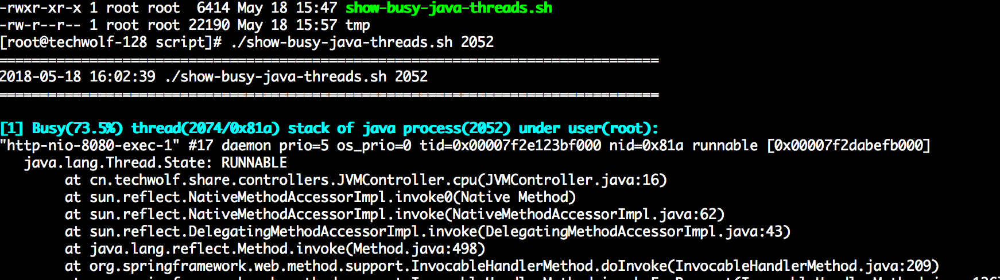 -rwxr-xr-x 1 root root  6414 May 18 15:47 show-busy-java-threads.sh
-rw-r--r-- 1 root root 22190 May 18 15:57 tmp
[root@techwolf-128 script]# ./show-busy-java-threads.sh 2052
================================================================================
2018-05-18 16:02:39 ./show-busy-java-threads.sh 2052
================================================================================
[1] Busy(73.5%) thread(2074/0x81a) stack of java process(2052) under user(root):
"http-nio-8080-exec-1" #17 daemon prio=5 os_prio=0 tid=0x00007f2e123bf000 nid=0x81a runnable [0x00007f2dabefb000]
   java.lang.Thread.State: RUNNABLE
        at cn.techwolf.share.controllers.JVMController.cpu(JVMController.java:16)
        at sun.reflect.NativeMethodAccessorImpl.invoke0(Native Method)
        at sun.reflect.NativeMethodAccessorImpl.invoke(NativeMethodAccessorImpl.java:62)
        at sun.reflect.DelegatingMethodAccessorImpl.invoke(DelegatingMethodAccessorImpl.java:43)
        at java.lang.reflect.Method.invoke(Method.java:498)
        at org.springframework.web.method.support.InvocableHandlerMethod.doInvoke(InvocableHandlerMethod.java:209)